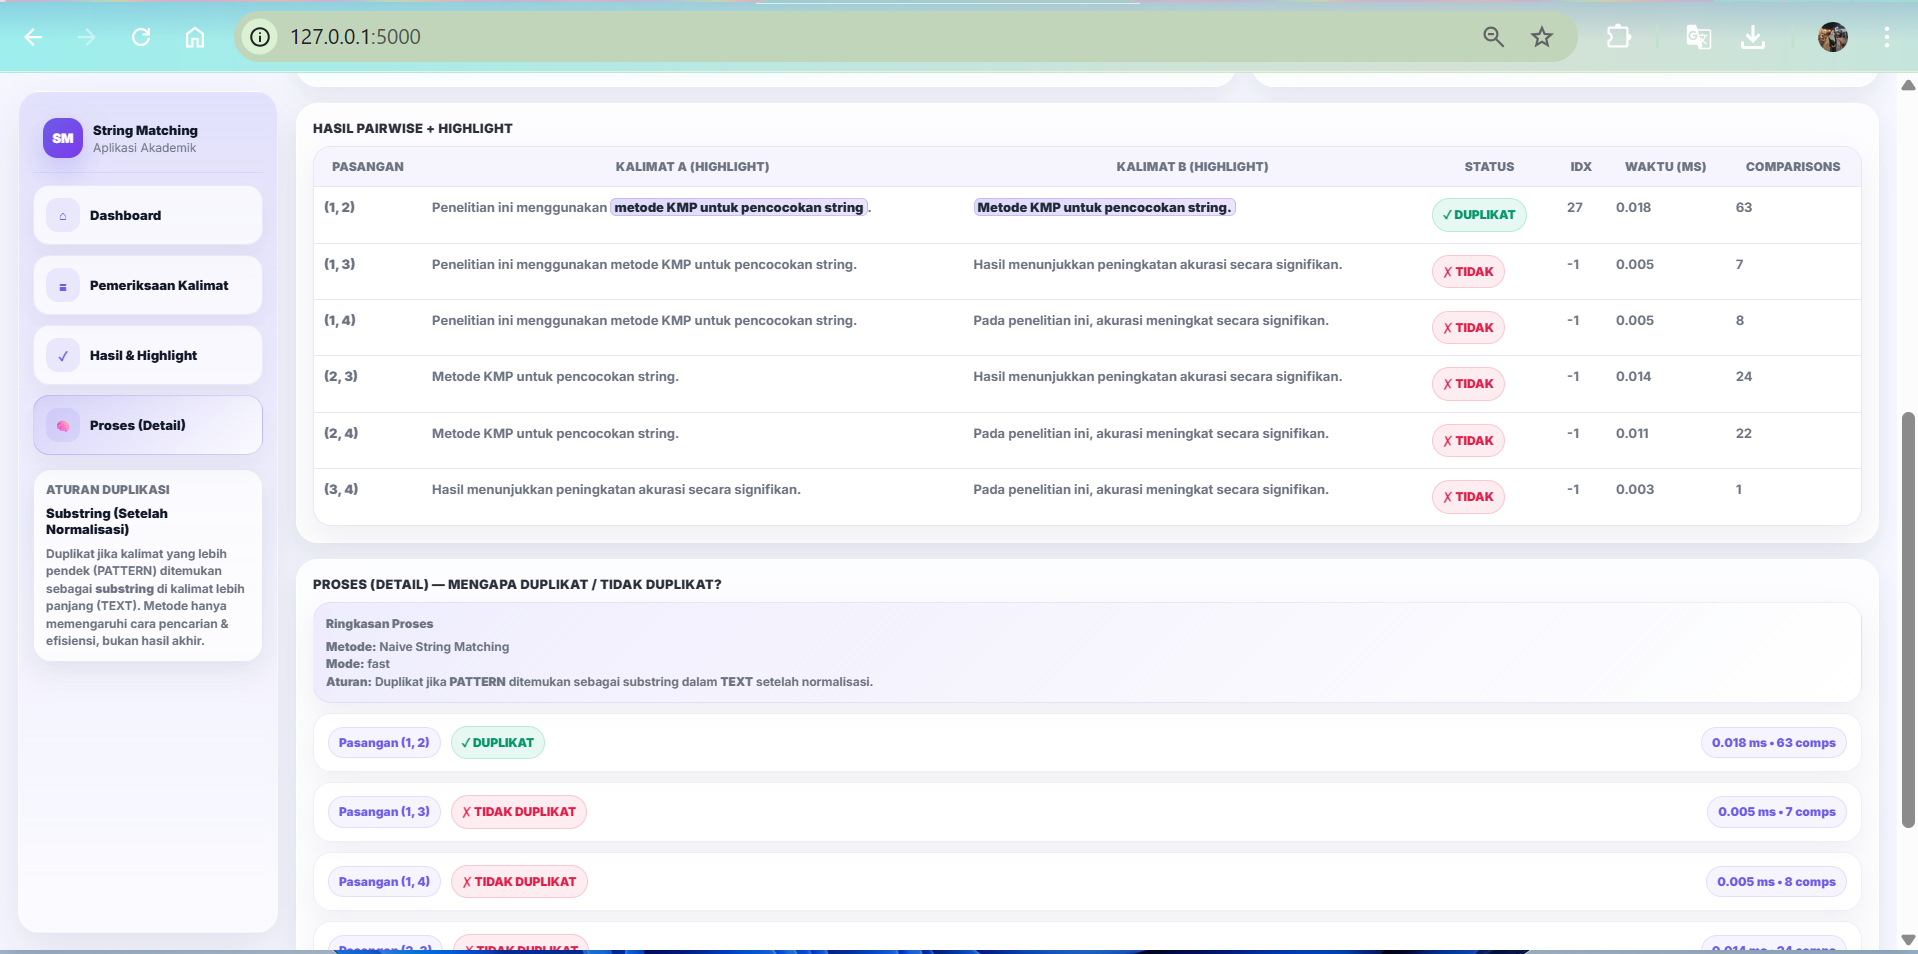 127.0.0.1:5000
SM
String Matching
Aplikasi Akademik
Dashboard
Pemeriksaan Kalimat
Hasil & Highlight
Proses (Detail)
ATURAN DUPLIKASI
Substring (Setelah
Normalisasi)
Duplikat jika kalimat yang lebih
pendek (PATTERN) ditemukan
sebagai substring di kalimat lebih
panjang (TEXT). Metode hanya
memengaruhi cara pencarian &
efisiensi, bukan hasil akhir.
HASIL PAIRWISE + HIGHLIGHT
PASANGAN KALIMAT A (HIGHLIGHT) KALIMAT B (HIGHLIGHT) STATUS IDX WAKTU (MS) COMPARISONS
(1, 2) Penelitian ini menggunakan metode KMP untuk pencocokan string. Metode KMP untuk pencocokan string. ✓ DUPLIKAT 27 0.018 63
(1, 3) Penelitian ini menggunakan metode KMP untuk pencocokan string. Hasil menunjukkan peningkatan akurasi secara signifikan. ✗ TIDAK -1 0.005 7
(1, 4) Penelitian ini menggunakan metode KMP untuk pencocokan string. Pada penelitian ini, akurasi meningkat secara signifikan. ✗ TIDAK -1 0.005 8
(2, 3) Metode KMP untuk pencocokan string. Hasil menunjukkan peningkatan akurasi secara signifikan. ✗ TIDAK -1 0.014 24
(2, 4) Metode KMP untuk pencocokan string. Pada penelitian ini, akurasi meningkat secara signifikan. ✗ TIDAK -1 0.011 22
(3, 4) Hasil menunjukkan peningkatan akurasi secara signifikan. Pada penelitian ini, akurasi meningkat secara signifikan. ✗ TIDAK -1 0.003 1
PROSES (DETAIL) — MENGAPA DUPLIKAT / TIDAK DUPLIKAT?
Ringkasan Proses
Metode: Naive String Matching
Mode: fast
Aturan: Duplikat jika PATTERN ditemukan sebagai substring dalam TEXT setelah normalisasi.
Pasangan (1, 2) ✓ DUPLIKAT 0.018 ms • 63 comps
Pasangan (1, 3) ✗ TIDAK DUPLIKAT 0.005 ms • 7 comps
Pasangan (1, 4) ✗ TIDAK DUPLIKAT 0.005 ms • 8 comps
Pasangan (2, 3) ✗ TIDAK DUPLIKAT 0.014 ms • 24 comps